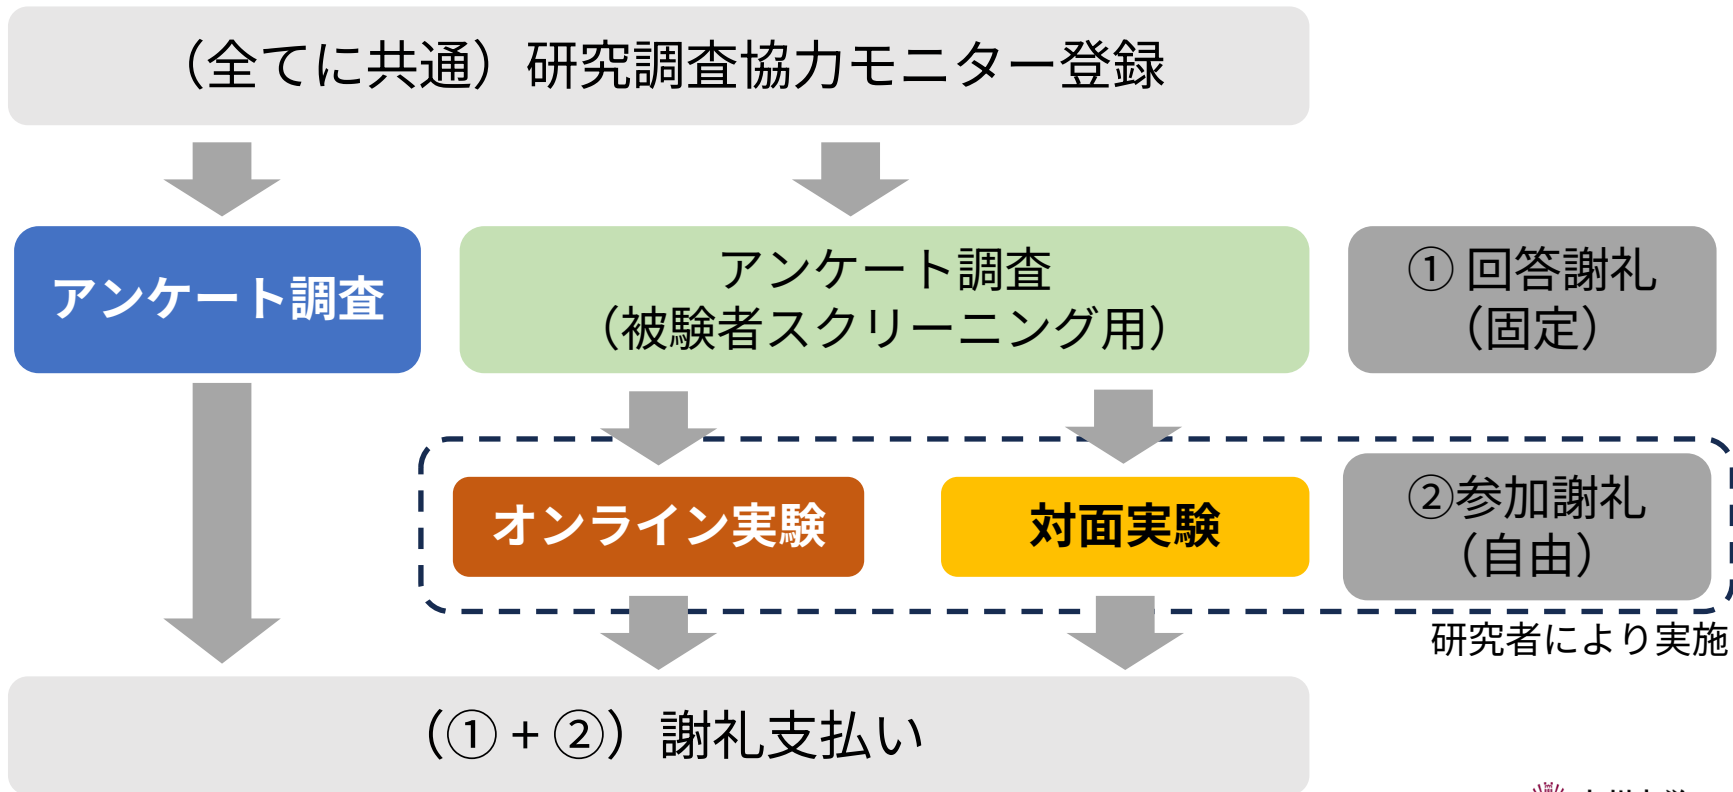 （全てに共通）研究調査協力モニター登録
アンケート調査
アンケート調査
（被験者スクリーニング用）
① 回答謝礼
（固定）
オンライン実験
対面実験
②参加謝礼
（自由）
研究者により実施
（① + ②）謝礼支払い